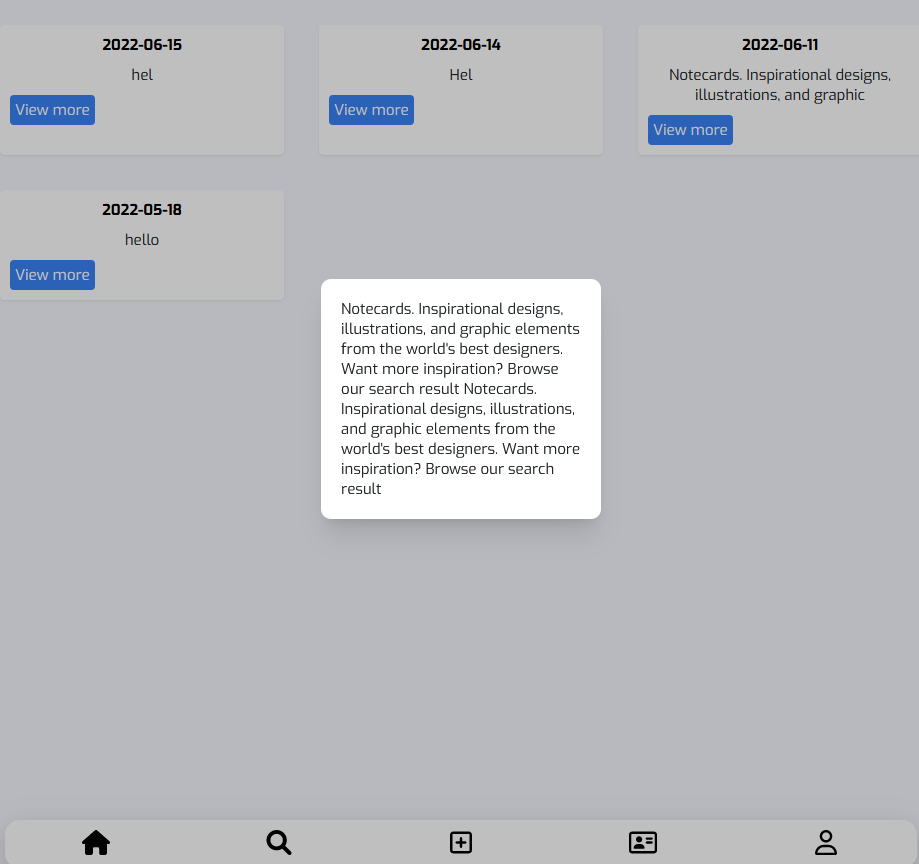 2022-06-15
hel
View more
2022-06-14
Hel
View more
2022-06-11
Notecards. Inspirational designs,
illustrations, and graphic
View more
2022-05-18
hello
View more
Notecards. Inspirational designs,
illustrations, and graphic elements
from the world's best designers.
Want more inspiration? Browse
our search result Notecards.
Inspirational designs, illustrations,
and graphic elements from the
world's best designers. Want more
inspiration? Browse our search
result